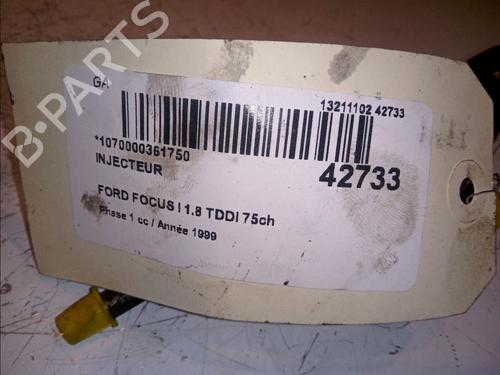 B-PARTS
GA
13211102 42733
*1070000361750
INJECTEUR
42733
FORD FOCUS I 1.8 TDDI 75ch
Phase 1 cc / Année 1999